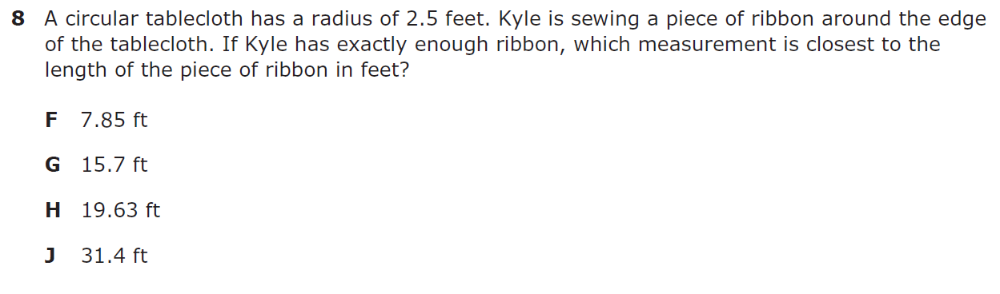 8 A circular tablecloth has a radius of 2.5 feet. Kyle is sewing a piece of ribbon around the edge
of the tablecloth. If Kyle has exactly enough ribbon, which measurement is closest to the
length of the piece of ribbon in feet?
F 7.85 ft
G 15.7 ft
H 19.63 ft
J 31.4 ft